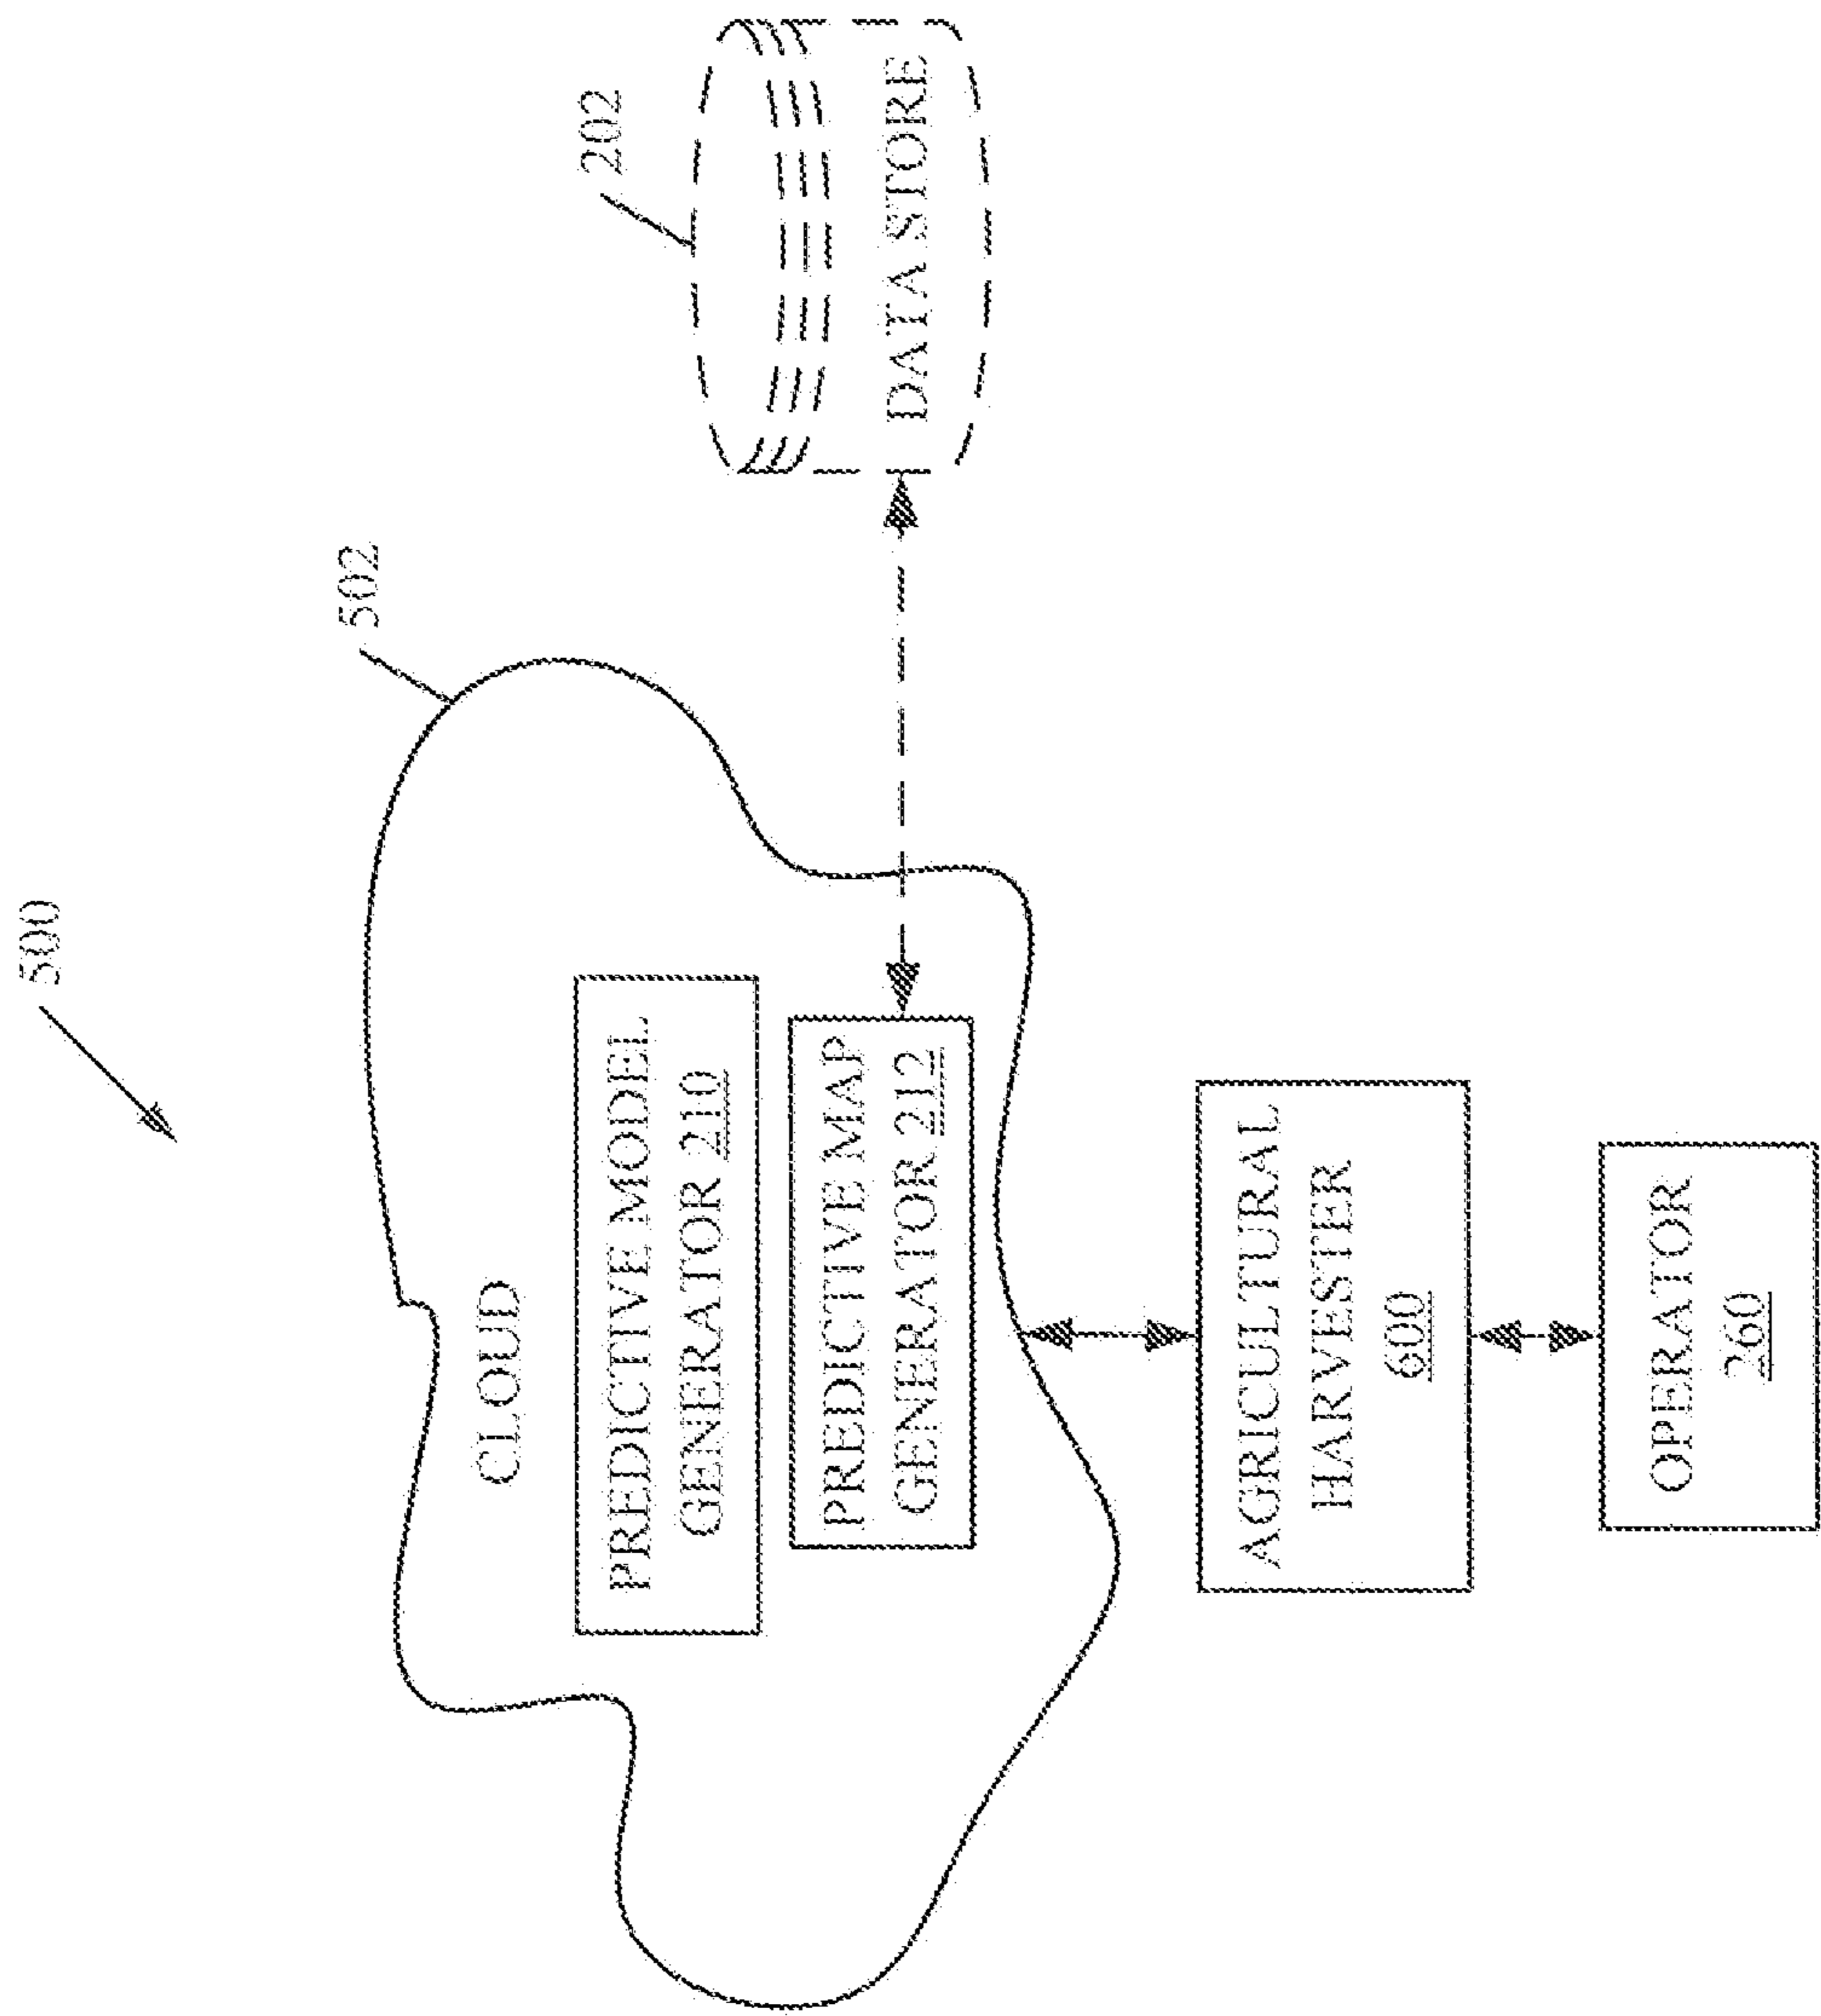 500
502
CLOUD
PREDICTIVE MODEL
GENERATOR 210
PREDICTIVE MAP
GENERATOR 212
202
DATA STORE
AGRICULTURAL
HARVESTER
600
OPERATOR
260